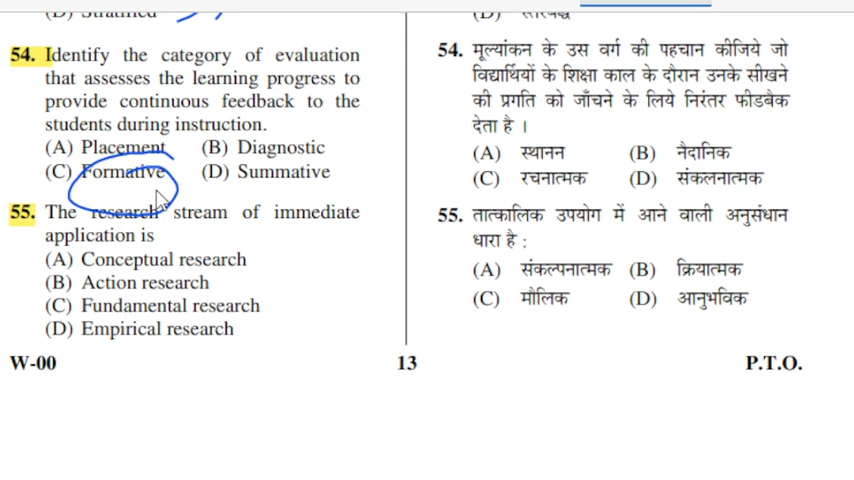 (D) Stratified
54. Identify the category of evaluation
that assesses the learning progress to
provide continuous feedback to the
students during instruction.
(A) Placement (B) Diagnostic
(C) Formative (D) Summative
55. The research stream of immediate
application is
(A) Conceptual research
(B) Action research
(C) Fundamental research
(D) Empirical research
(D) स्तरबद्ध
54. मूल्यांकन के उस वर्ग की पहचान कीजिये जो
विद्यार्थियों के शिक्षा काल के दौरान उनके सीखने
की प्रगति को जाँचने के लिये निरंतर फीडबैक
देता है ।
(A) स्थानन (B) नैदानिक
(C) रचनात्मक (D) संकलनात्मक
55. तात्कालिक उपयोग में आने वाली अनुसंधान
धारा है :
(A) संकल्पनात्मक (B) क्रियात्मक
(C) मौलिक (D) आनुभविक
W-00 13 P.T.O.